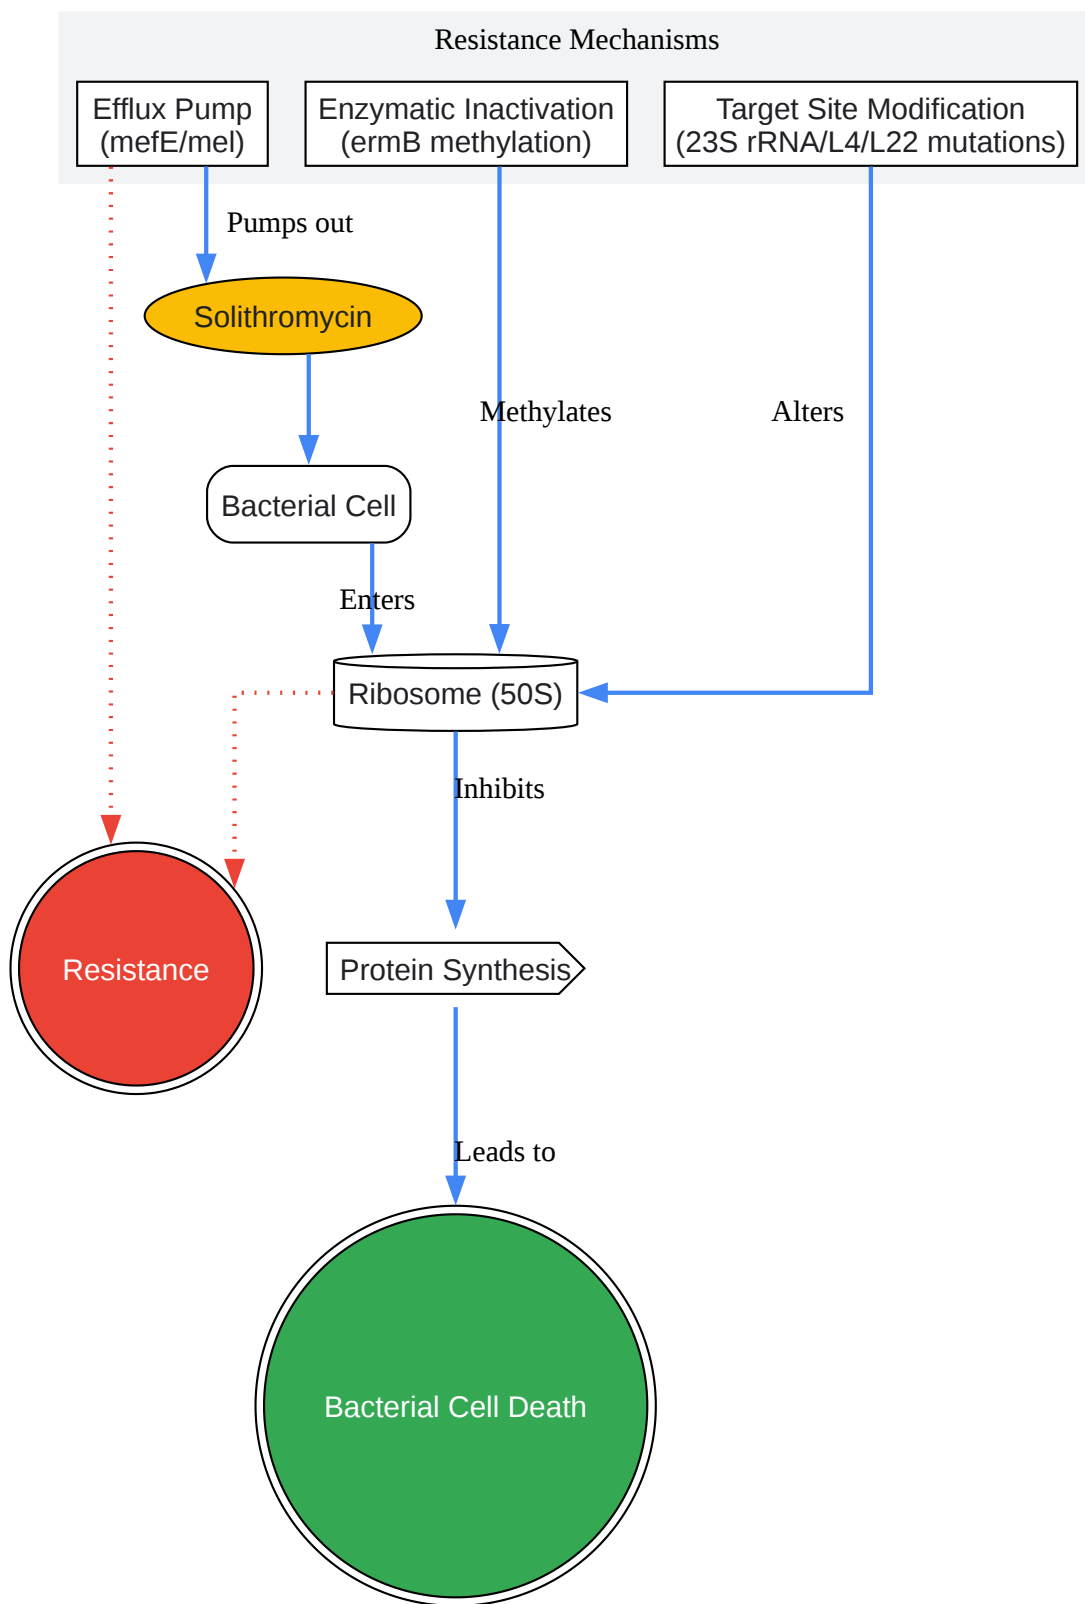 Resistance Mechanisms
Efflux Pump
(mefE/mel)
Enzymatic Inactivation
(ermB methylation)
Target Site Modification
(23S rRNA/L4/L22 mutations)
Pumps out
Solithromycin
Methylates
Alters
Bacterial Cell
Enters
Ribosome (50S)
Inhibits
Resistance
Protein Synthesis
Leads to
Bacterial Cell Death